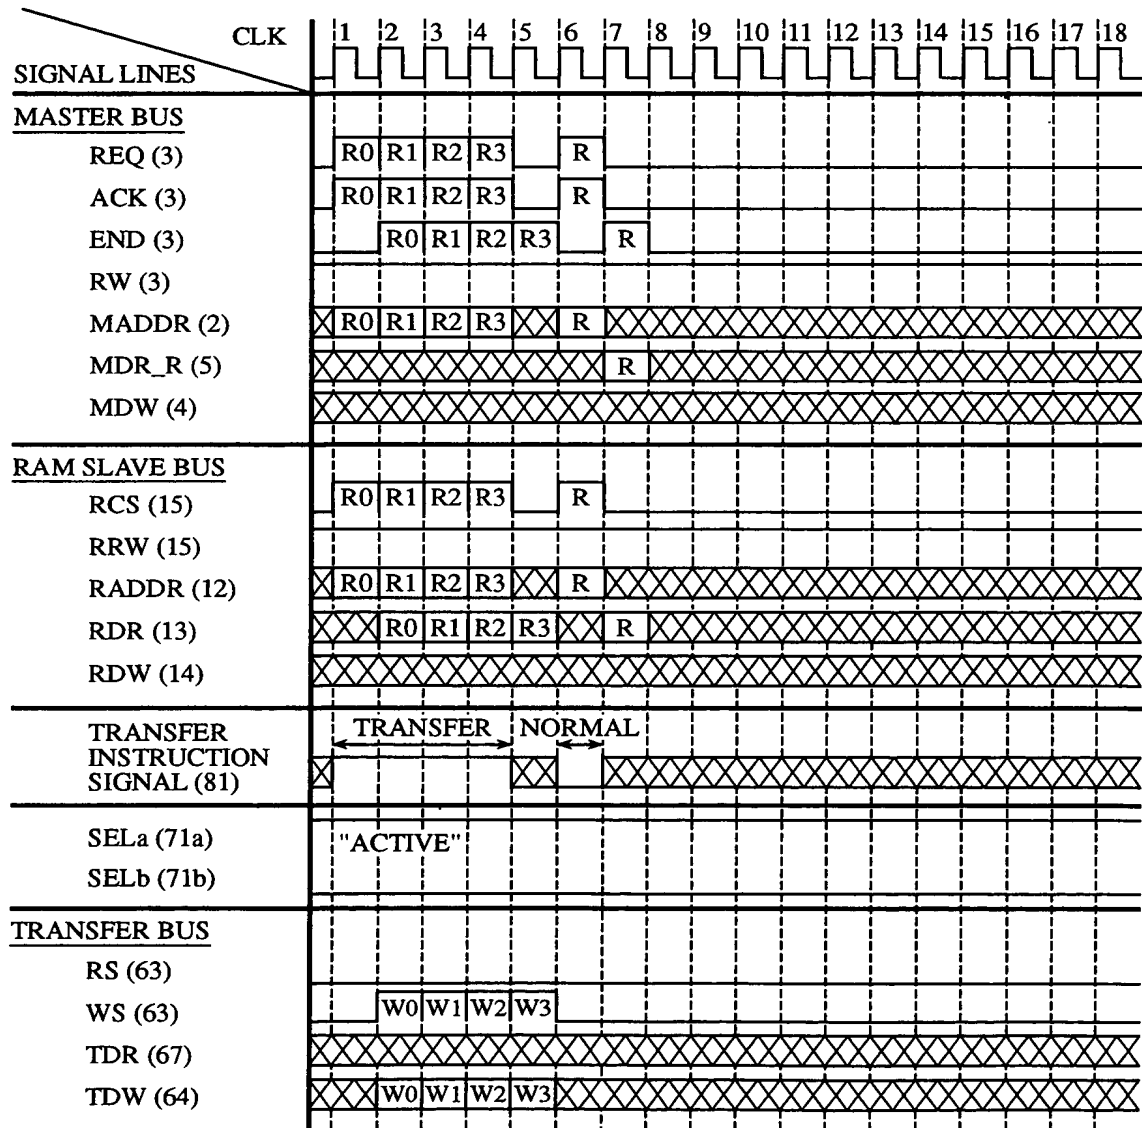 CLK 1 2 3 4 5 6 7 8 9 10 11 12 13 14 15 16 17 18
SIGNAL LINES
MASTER BUS
REQ (3) R0 R1 R2 R3 R
ACK (3) R0 R1 R2 R3 R
END (3) R0 R1 R2 R3 R
RW (3)
MADDR (2) R0 R1 R2 R3 R
MDR_R (5) R
MDW (4)
RAM SLAVE BUS
RCS (15) R0 R1 R2 R3 R
RRW (15)
RADDR (12) R0 R1 R2 R3 R
RDR (13) R0 R1 R2 R3 R
RDW (14)
TRANSFER TRANSFER NORMAL
INSTRUCTION
SIGNAL (81)
SELa (71a) "ACTIVE"
SELb (71b)
TRANSFER BUS
RS (63)
WS (63) W0 W1 W2 W3
TDR (67)
TDW (64) W0 W1 W2 W3